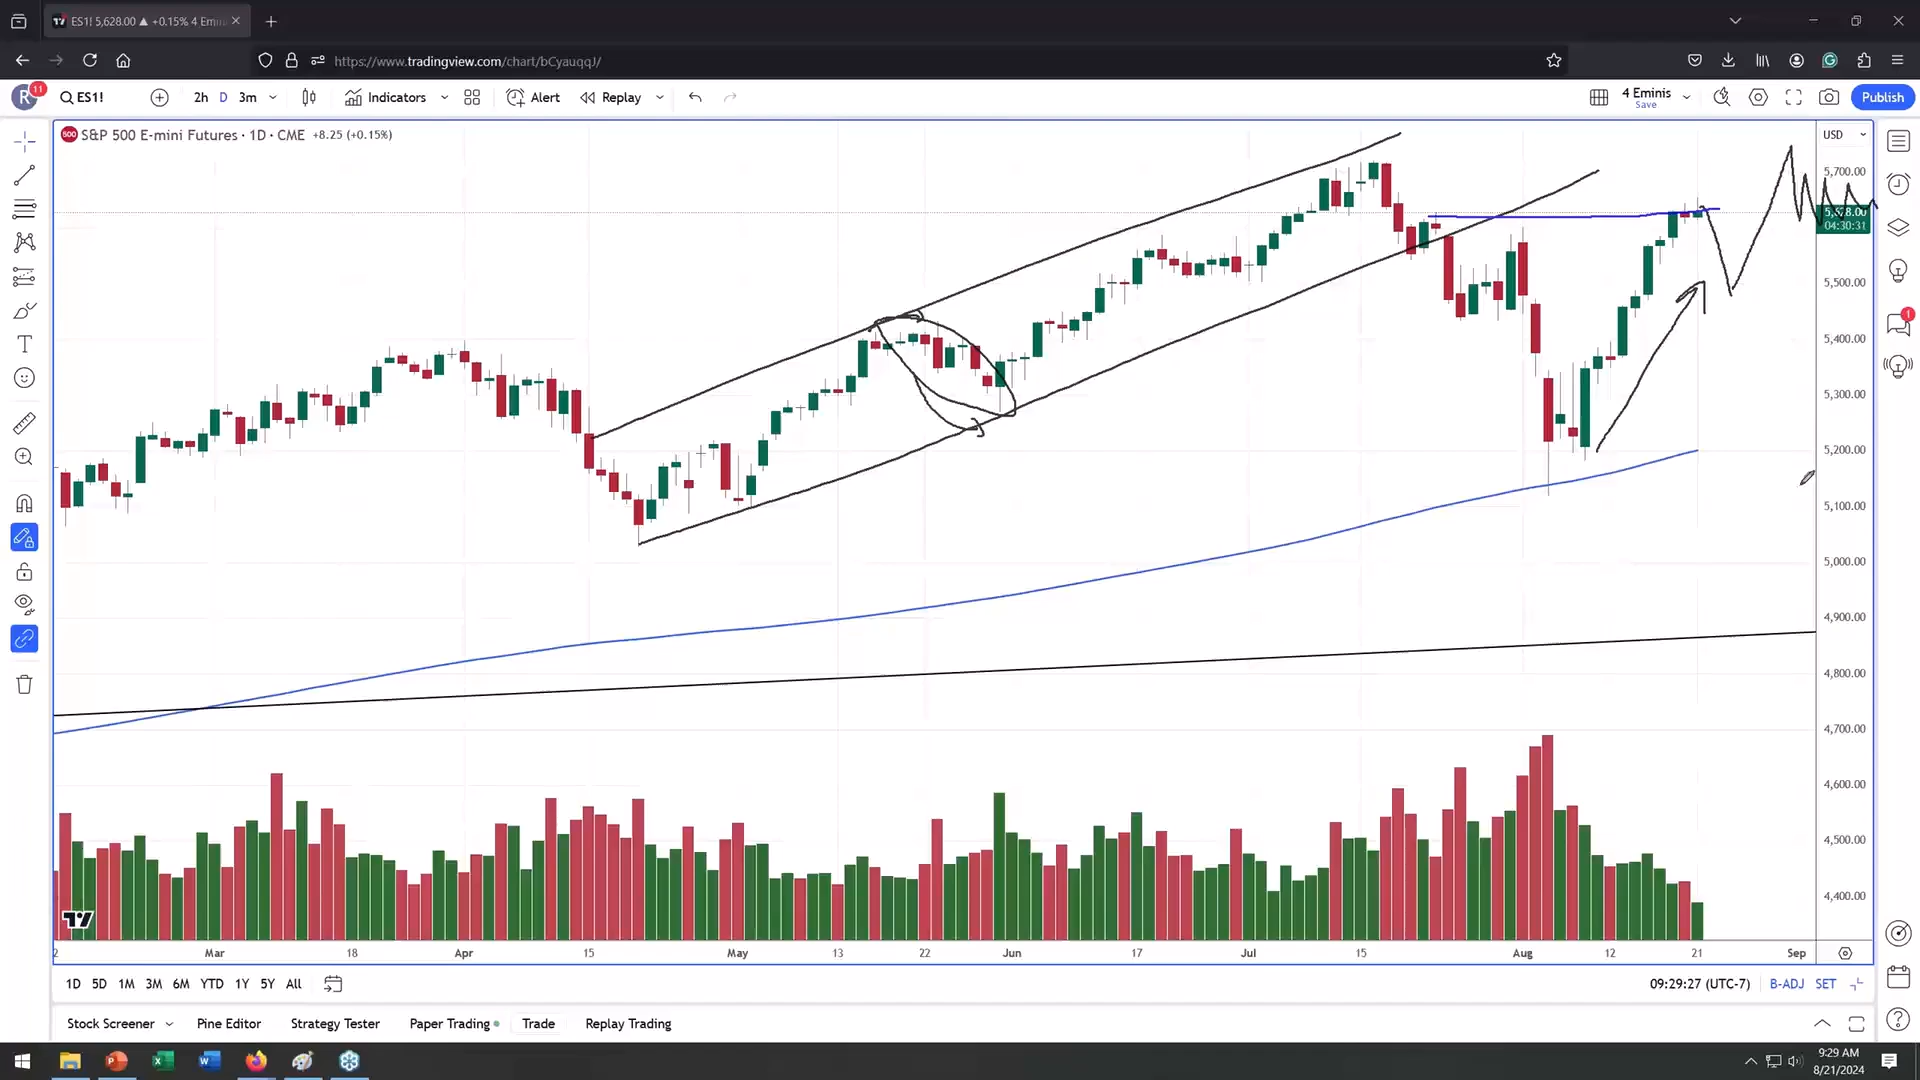 ES1! 5,628.00 ▲ +0.15% 4 Emin
https://www.tradingview.com/chart/bCyauqqJ/
R 11 ES1! 2h D 3m Indicators Alert Replay 4 Eminis Save Publish
500 S&P 500 E-mini Futures · 1D · CME +8.25 (+0.15%)
USD
5,700.00
04:30:31
5,500.00
1
5,400.00
5,300.00
5,200.00
5,100.00
5,000.00
4,900.00
4,800.00
4,700.00
4,600.00
4,500.00
4,400.00
2 Mar 18 Apr 15 May 13 22 Jun 17 Jul 15 Aug 12 21 Sep
1D 5D 1M 3M 6M YTD 1Y 5Y All 09:29:27 (UTC-7) B-ADJ SET
Stock Screener Pine Editor Strategy Tester Paper Trading Trade Replay Trading
9:29 AM
8/21/2024